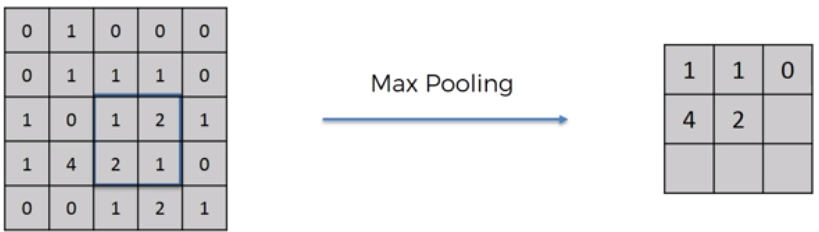 0 1 0 0 0
0 1 1 1 0
1 0 1 2 1
1 4 2 1 0
0 0 1 2 1
Max Pooling
1 1 0
4 2